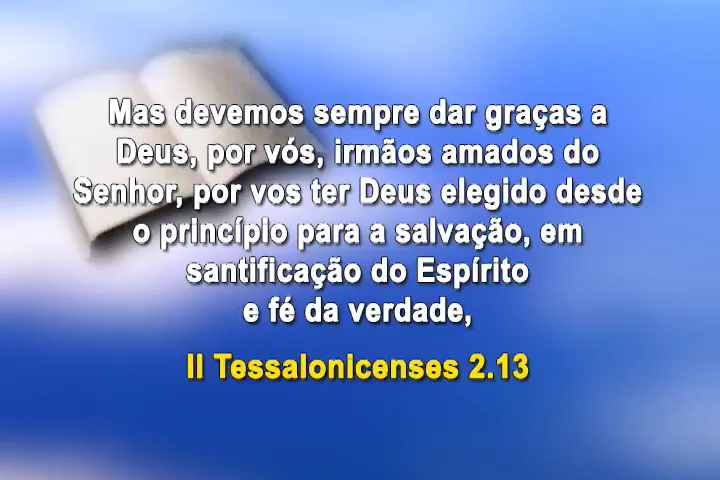 Mas devemos sempre dar graças a
Deus, por vós, irmãos amados do
Senhor, por vos ter Deus elegido desde
o princípio para a salvação, em
santificação do Espírito
e fé da verdade,
II Tessalonicenses 2.13